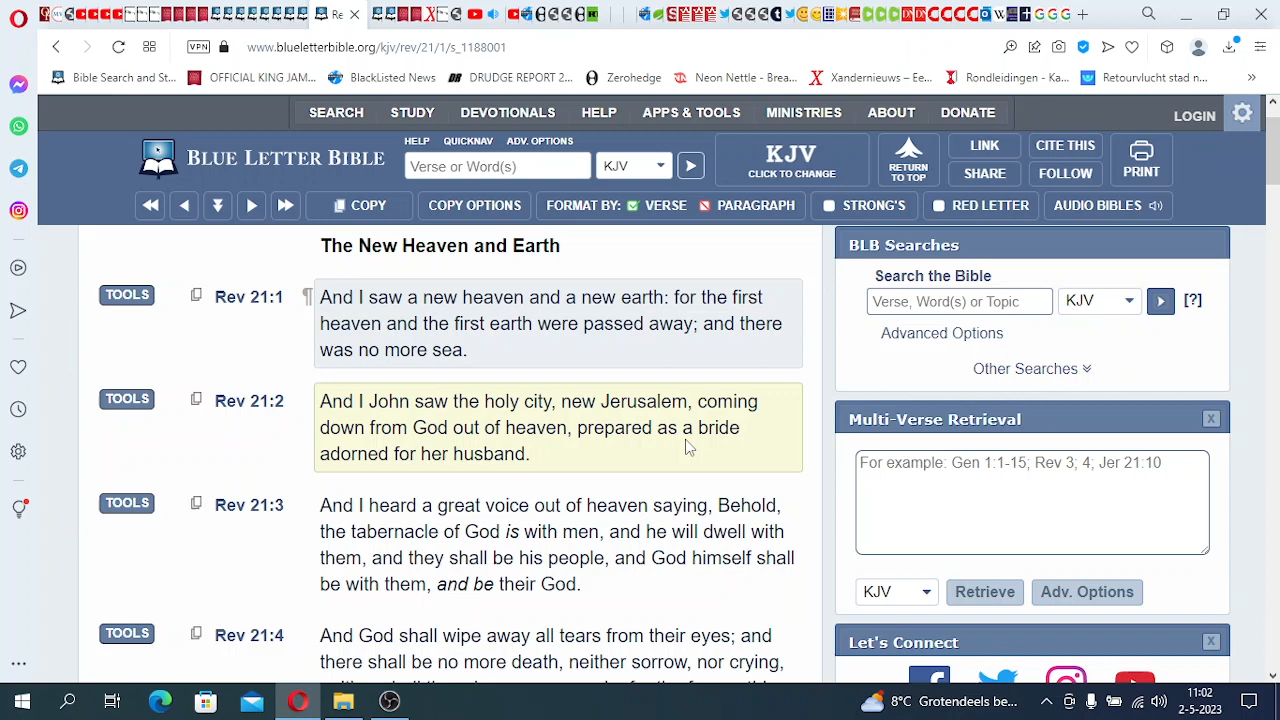 Re
www.blueletterbible.org/kjv/rev/21/1/s_1188001
VPN
Bible Search and St...
OFFICIAL KING JAM...
BlackListed News
DRUDGE REPORT 2...
Zerohedge
Neon Nettle - Brea...
Xandernieuws – Ee...
Rondleidingen - Ka...
Retourvlucht stad n...
SEARCH STUDY DEVOTIONALS HELP APPS & TOOLS MINISTRIES ABOUT DONATE LOGIN
BLUE LETTER BIBLE
HELP QUICKNAV ADV. OPTIONS
Verse or Word(s)
KJV
KJV
CLICK TO CHANGE
RETURN
TO TOP
LINK
CITE THIS
SHARE
FOLLOW
PRINT
COPY
COPY OPTIONS
FORMAT BY: VERSE PARAGRAPH
STRONG'S
RED LETTER
AUDIO BIBLES
The New Heaven and Earth
TOOLS
Rev 21:1
¶ And I saw a new heaven and a new earth: for the first
heaven and the first earth were passed away; and there
was no more sea.
TOOLS
Rev 21:2
And I John saw the holy city, new Jerusalem, coming
down from God out of heaven, prepared as a bride
adorned for her husband.
TOOLS
Rev 21:3
And I heard a great voice out of heaven saying, Behold,
the tabernacle of God is with men, and he will dwell with
them, and they shall be his people, and God himself shall
be with them, and be their God.
TOOLS
Rev 21:4
And God shall wipe away all tears from their eyes; and
there shall be no more death, neither sorrow, nor crying,
BLB Searches
Search the Bible
Verse, Word(s) or Topic
KJV
[?]
Advanced Options
Other Searches
Multi-Verse Retrieval
X
For example: Gen 1:1-15; Rev 3; 4; Jer 21:10
KJV
Retrieve
Adv. Options
Let's Connect
X
8°C Grotendeels be...
11:02
2-5-2023